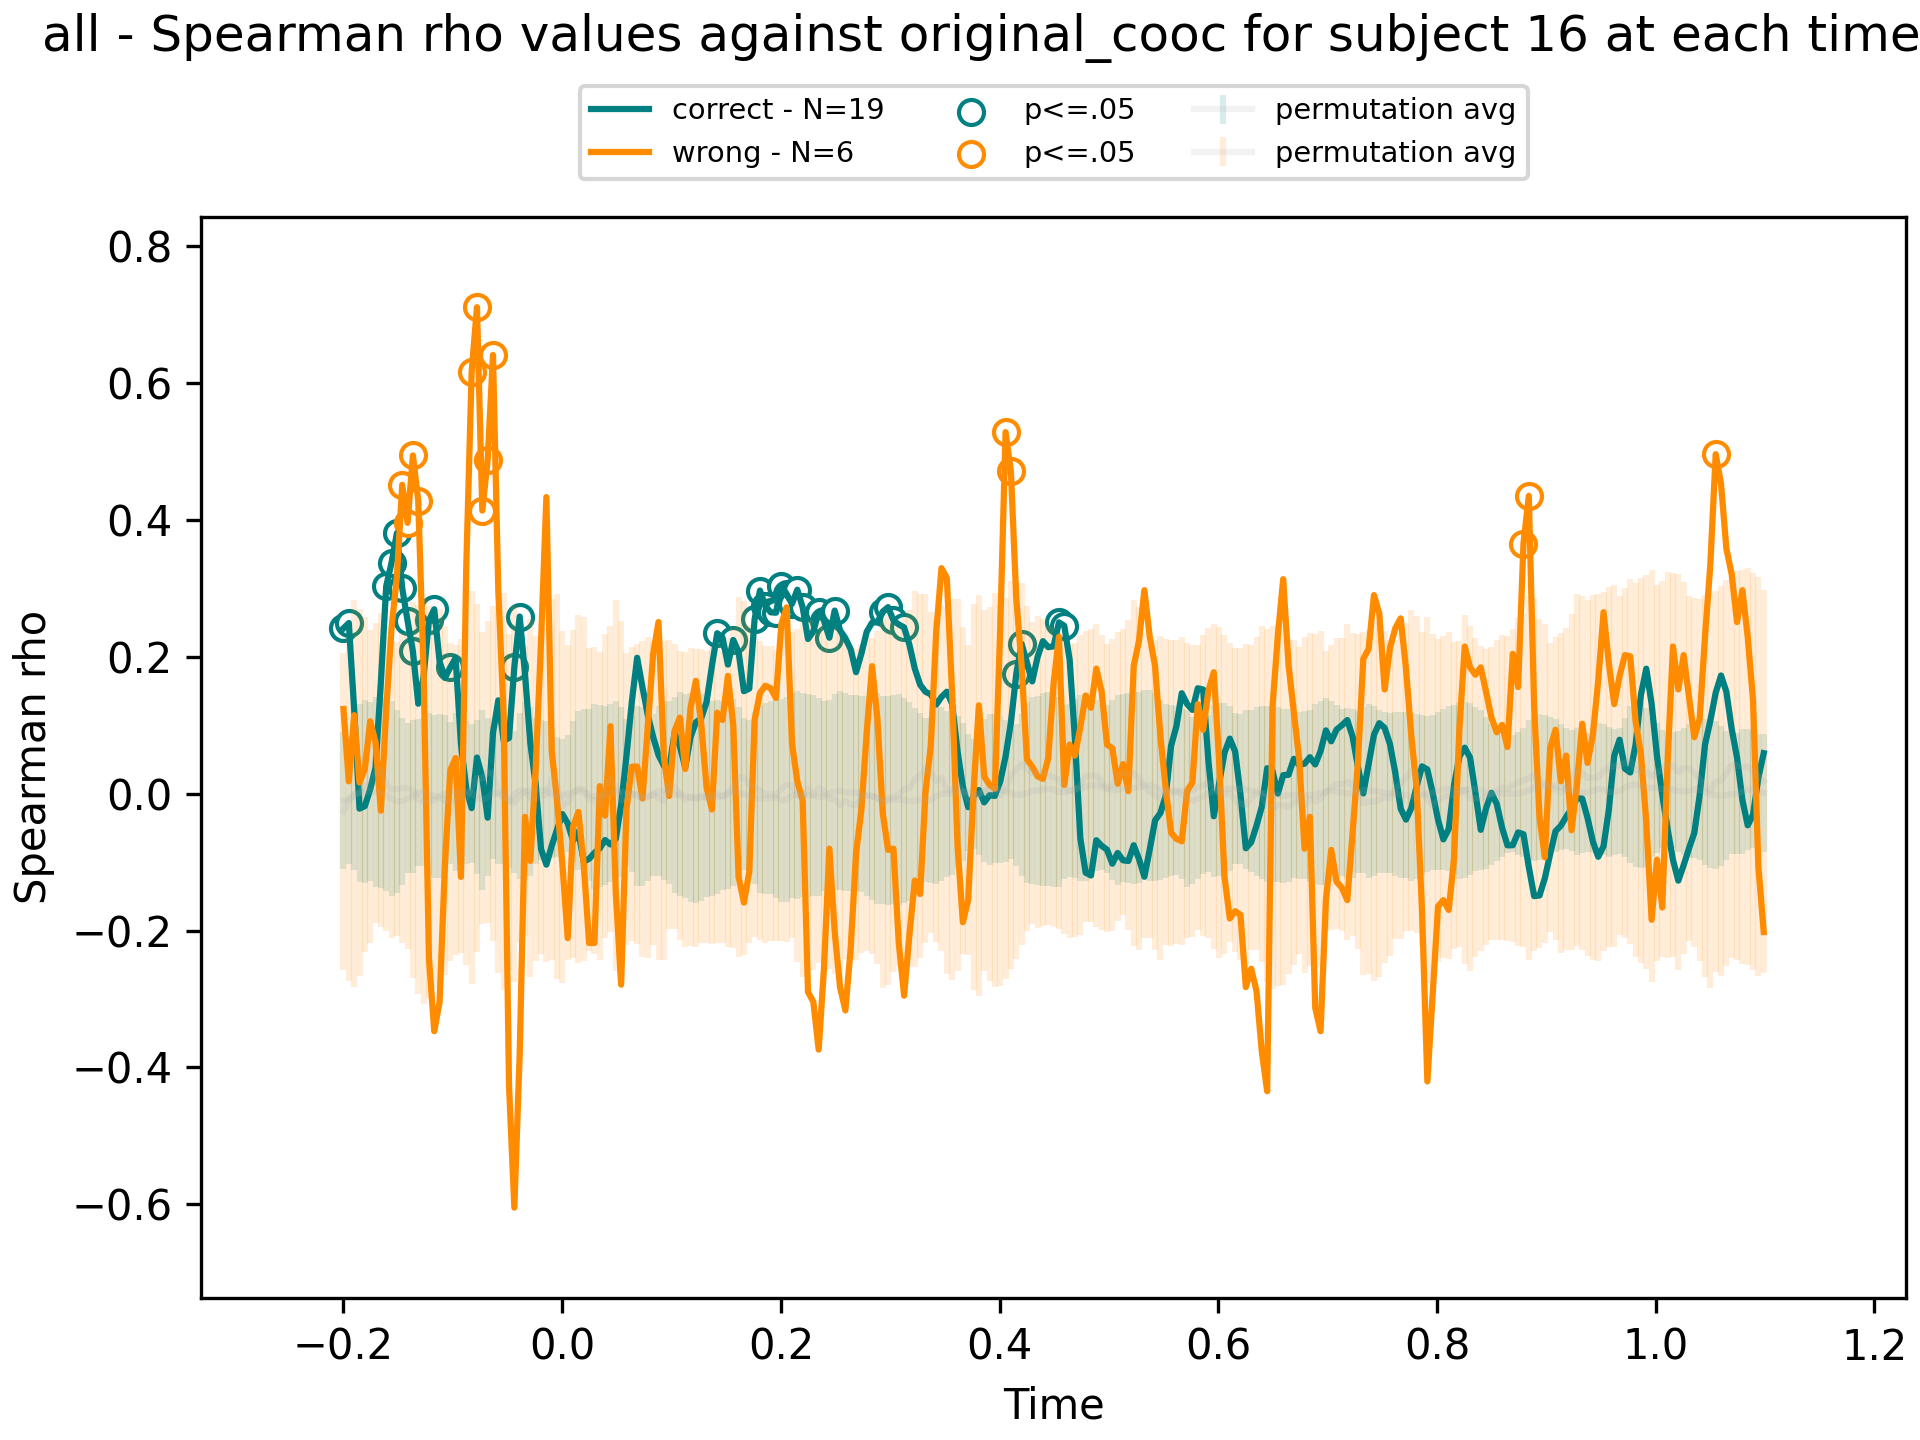 all - Spearman rho values against original_cooc for subject 16 at each time
correct - N=19
wrong - N=6
p<=.05
p<=.05
permutation avg
permutation avg
0.8
0.6
0.4
0.2
0.0
−0.2
−0.4
−0.6
Spearman rho
−0.2
0.0
0.2
0.4
0.6
0.8
1.0
1.2
Time